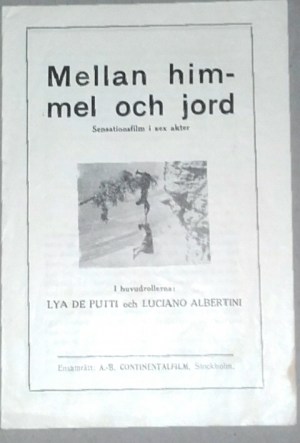 Mellan him-
mel och jord
Sensationsfilm i sex akter
I huvudrollerna:
LYA DE PUTTI och LUCIANO ALBERTINI
Ensamrätt: A.-B. CONTINENTALFILM, Stockholm.